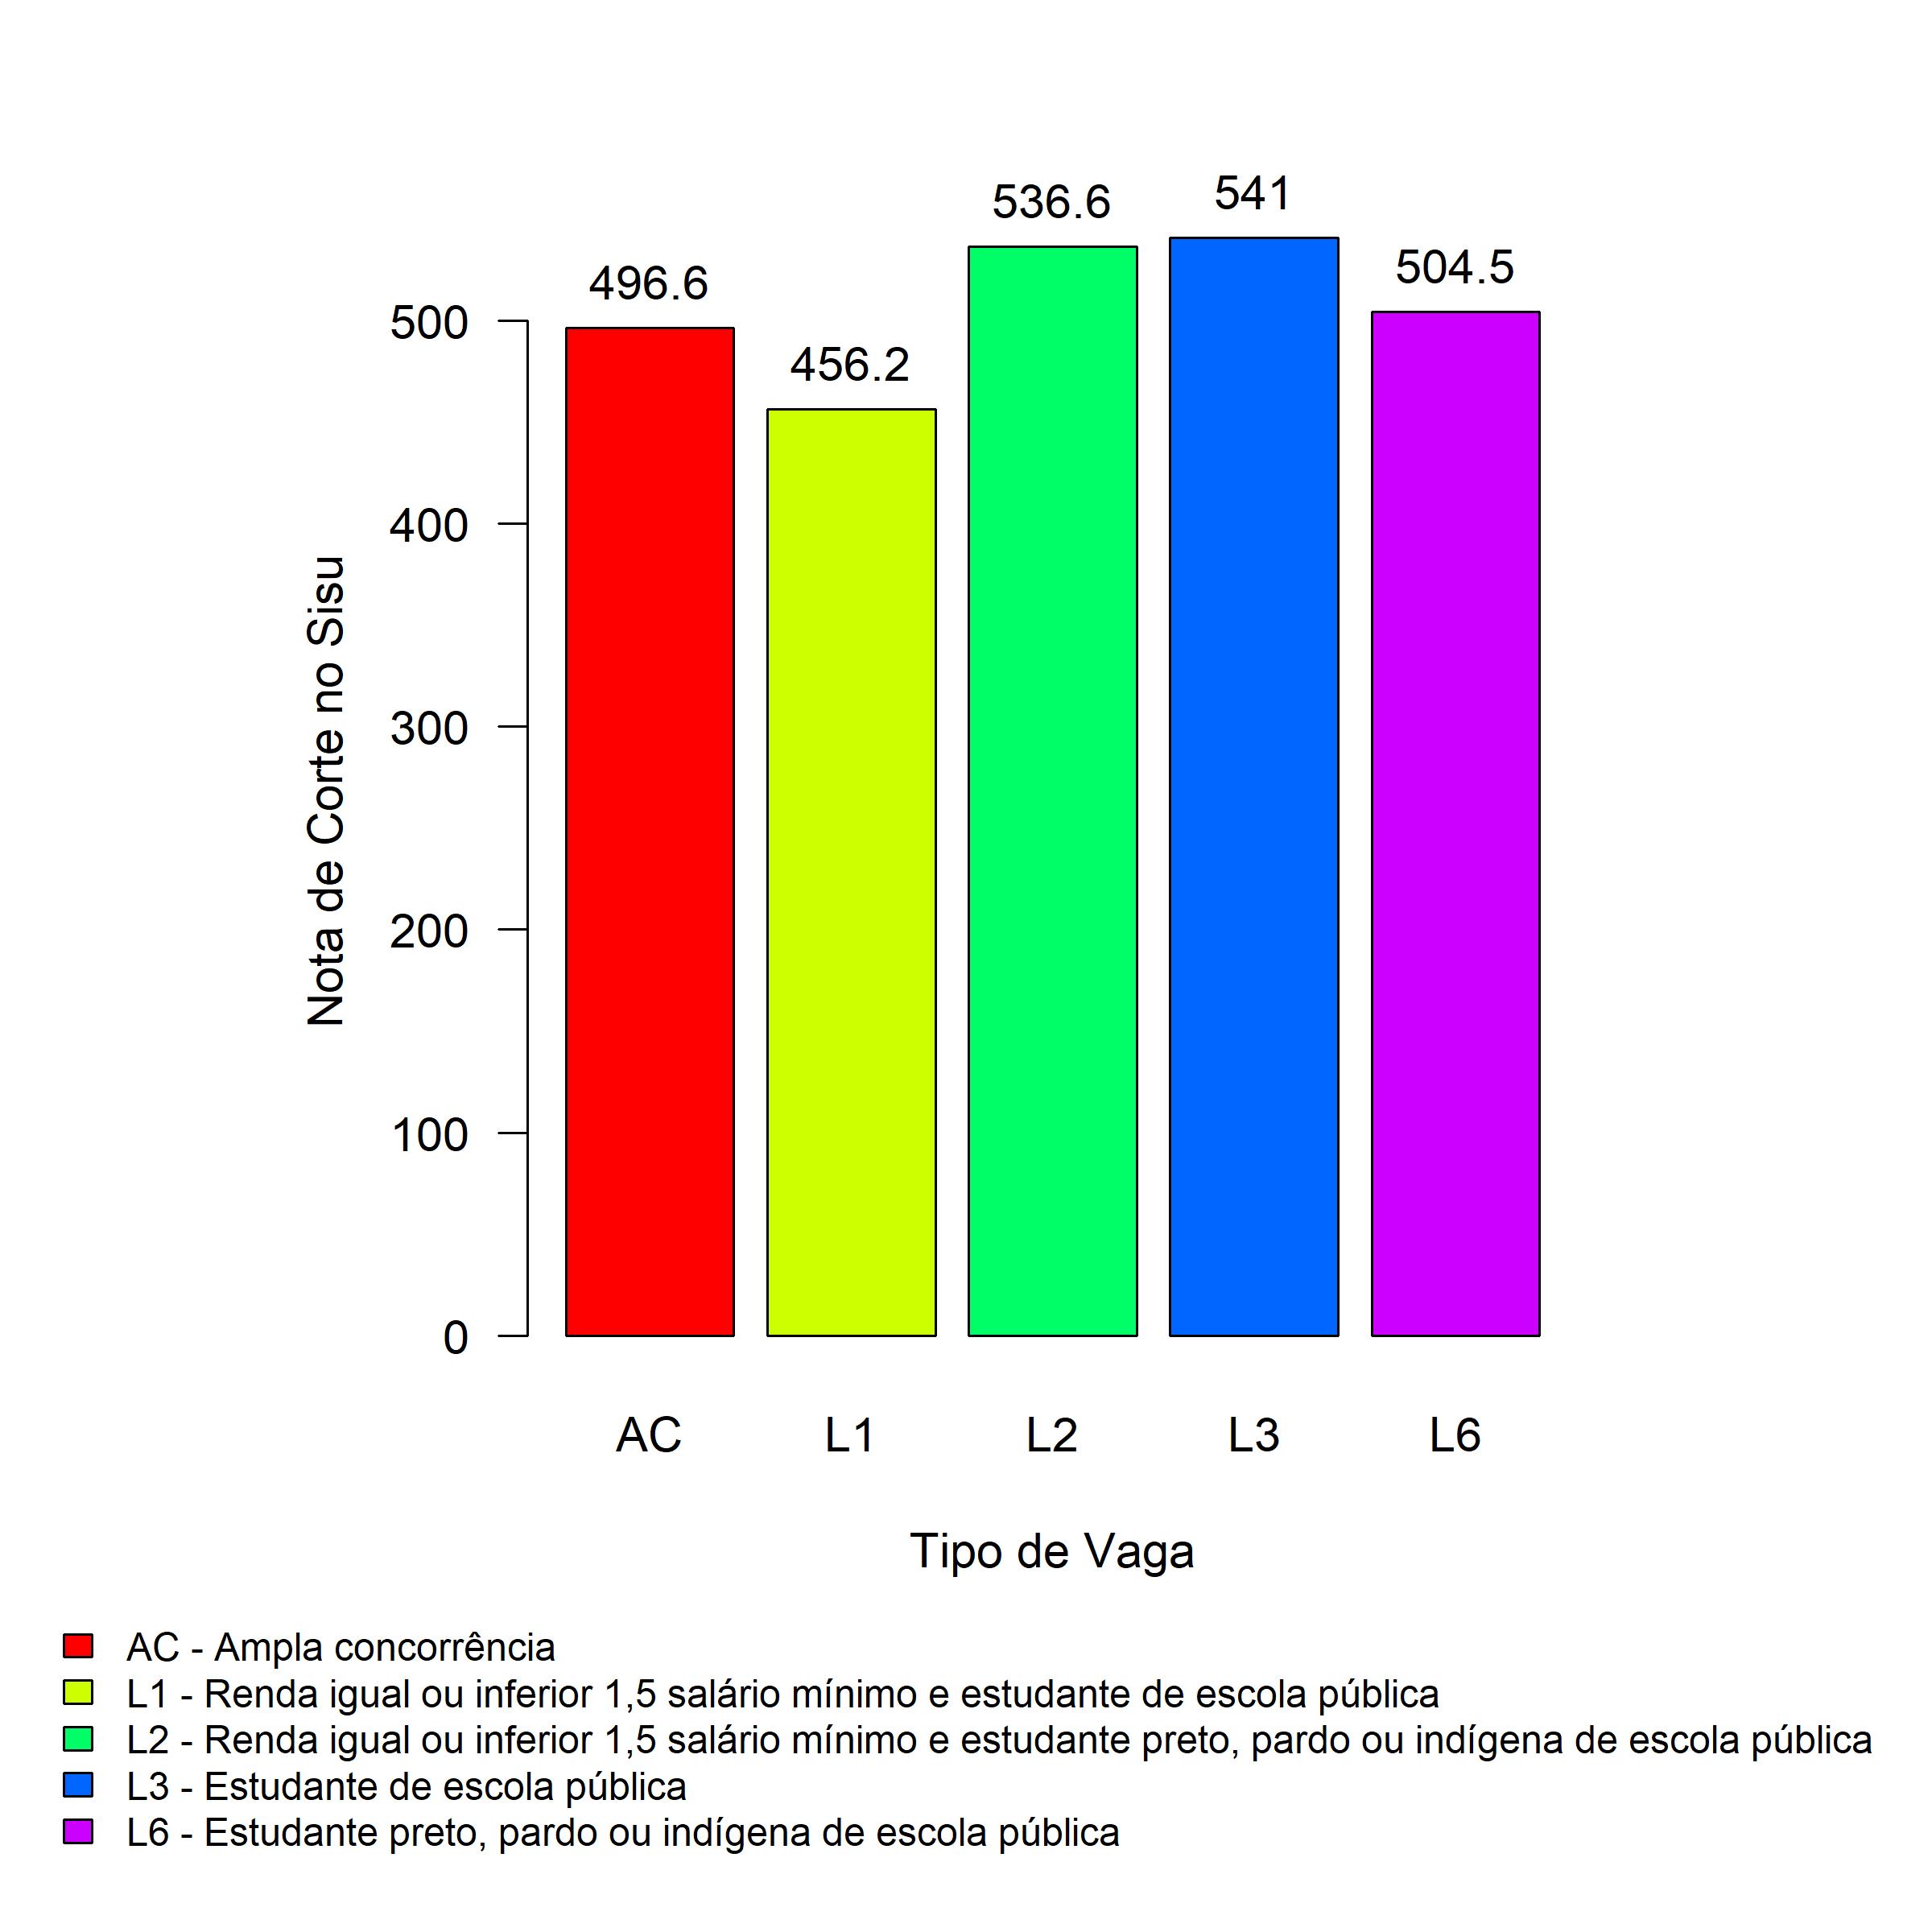 536.6
541
504.5
496.6
456.2
500
400
300
200
100
0
Nota de Corte no Sisu
AC
L1
L2
L3
L6
Tipo de Vaga
AC - Ampla concorrência
L1 - Renda igual ou inferior 1,5 salário mínimo e estudante de escola pública
L2 - Renda igual ou inferior 1,5 salário mínimo e estudante preto, pardo ou indígena de escola pública
L3 - Estudante de escola pública
L6 - Estudante preto, pardo ou indígena de escola pública